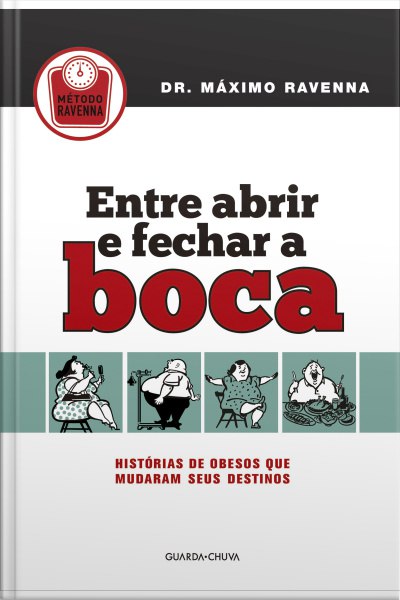 MÉTODO
RAVENNA
DR. MÁXIMO RAVENNA
Entre abrir
e fechar a
boca
HISTÓRIAS DE OBESOS QUE
MUDARAM SEUS DESTINOS
GUARDA•CHUVA